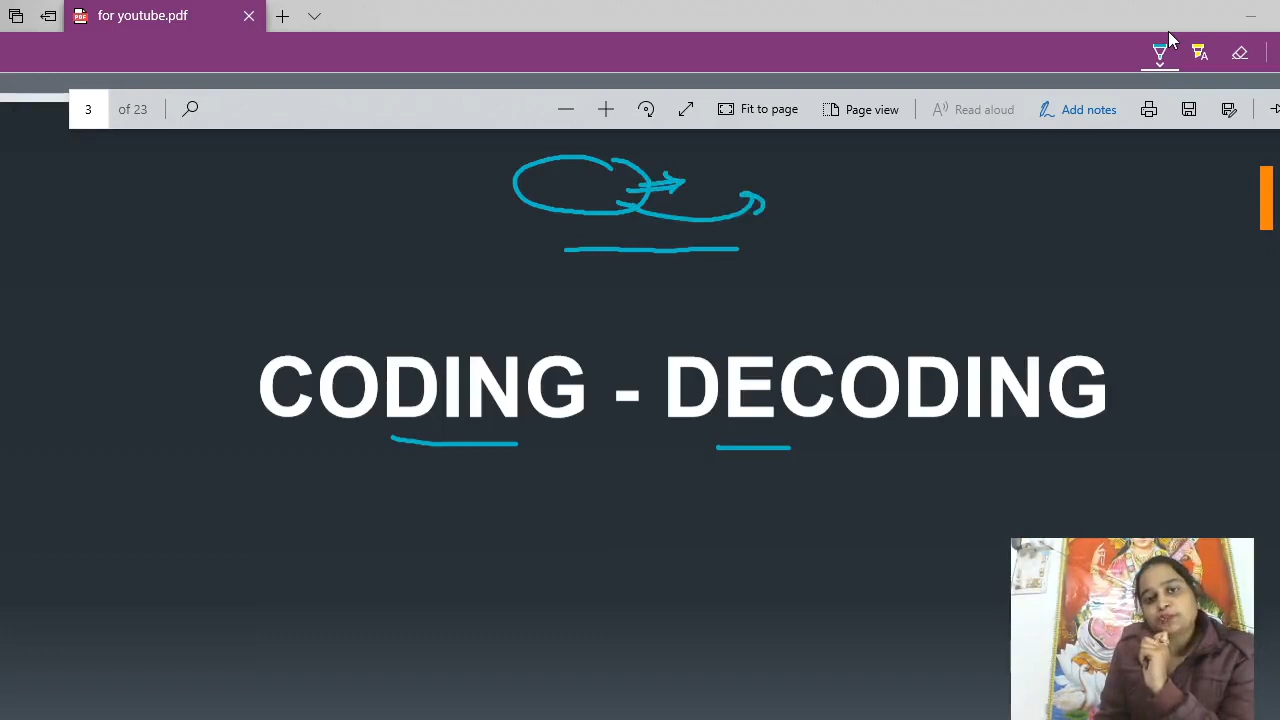 for youtube.pdf
3 of 23 Fit to page Page view Read aloud Add notes
CODING - DECODING